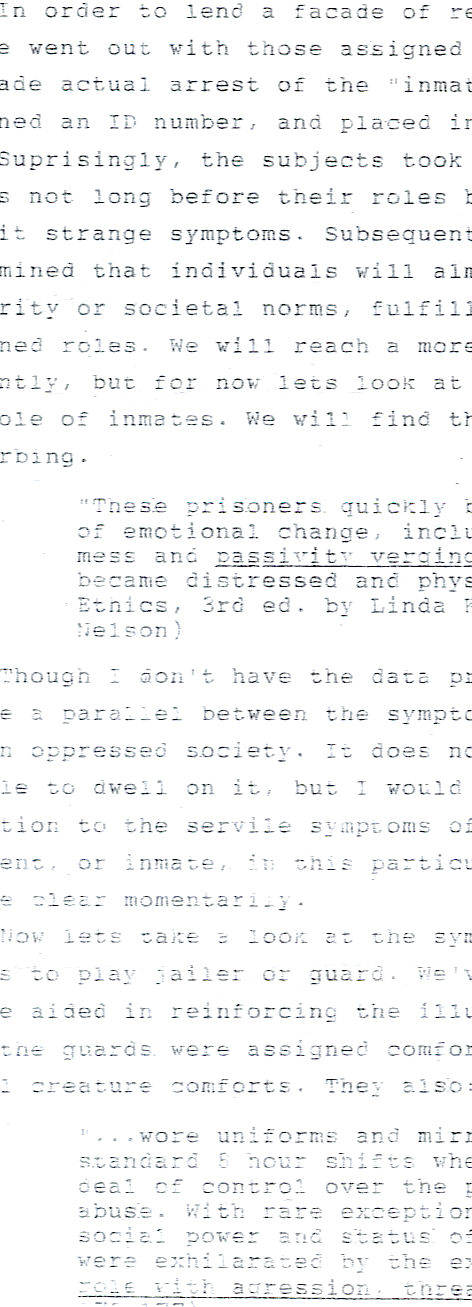 In order to lend a facade of re
e went out with those assigned
ade actual arrest of the "inmat
ned an ID number, and placed in
Suprisingly, the subjects took
s not long before their roles b
it strange symptoms. Subsequent
mined that individuals will alm
rity or societal norms, fulfill
ned roles. We will reach a more
ntly, but for now lets look at
ole of inmates. We will find th
rbing.
"These prisoners quickly b
of emotional change, inclu
ness and passivity verging
became distressed and phys
Ethics, 3rd ed. by Linda
Nelson)
Though I don't have the data pr
e a parallel between the sympto
n oppressed society. It does no
le to dwell on it, but I would
tion to the servile symptoms of
ent, or inmate, in this particu
e clear momentarily.
Now lets take a look at the sym
s to play jailer or guard. We'v
e aided in reinforcing the illu
the guards were assigned comfor
l creature comforts. They also:
"...wore uniforms and mirr
standard 8 hour shifts whe
deal of control over the p
abuse. With rare exception
social power and status of
were exhilarated by the ex
role with agression, threa